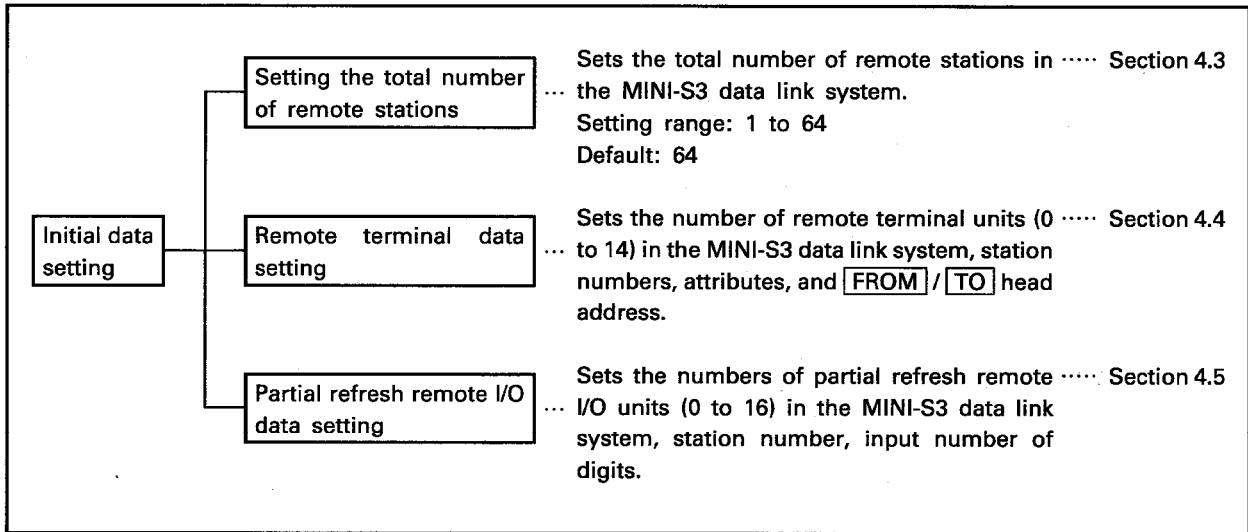 Setting the total number
of remote stations
... Sets the total number of remote stations in ····· Section 4.3
the MINI-S3 data link system.
Setting range: 1 to 64
Default: 64
Initial data
setting
Remote terminal data
setting
... Sets the number of remote terminal units (0 ····· Section 4.4
to 14) in the MINI-S3 data link system, station
numbers, attributes, and FROM / TO head
address.
Partial refresh remote I/O
data setting
... Sets the numbers of partial refresh remote ····· Section 4.5
I/O units (0 to 16) in the MINI-S3 data link
system, station number, input number of
digits.